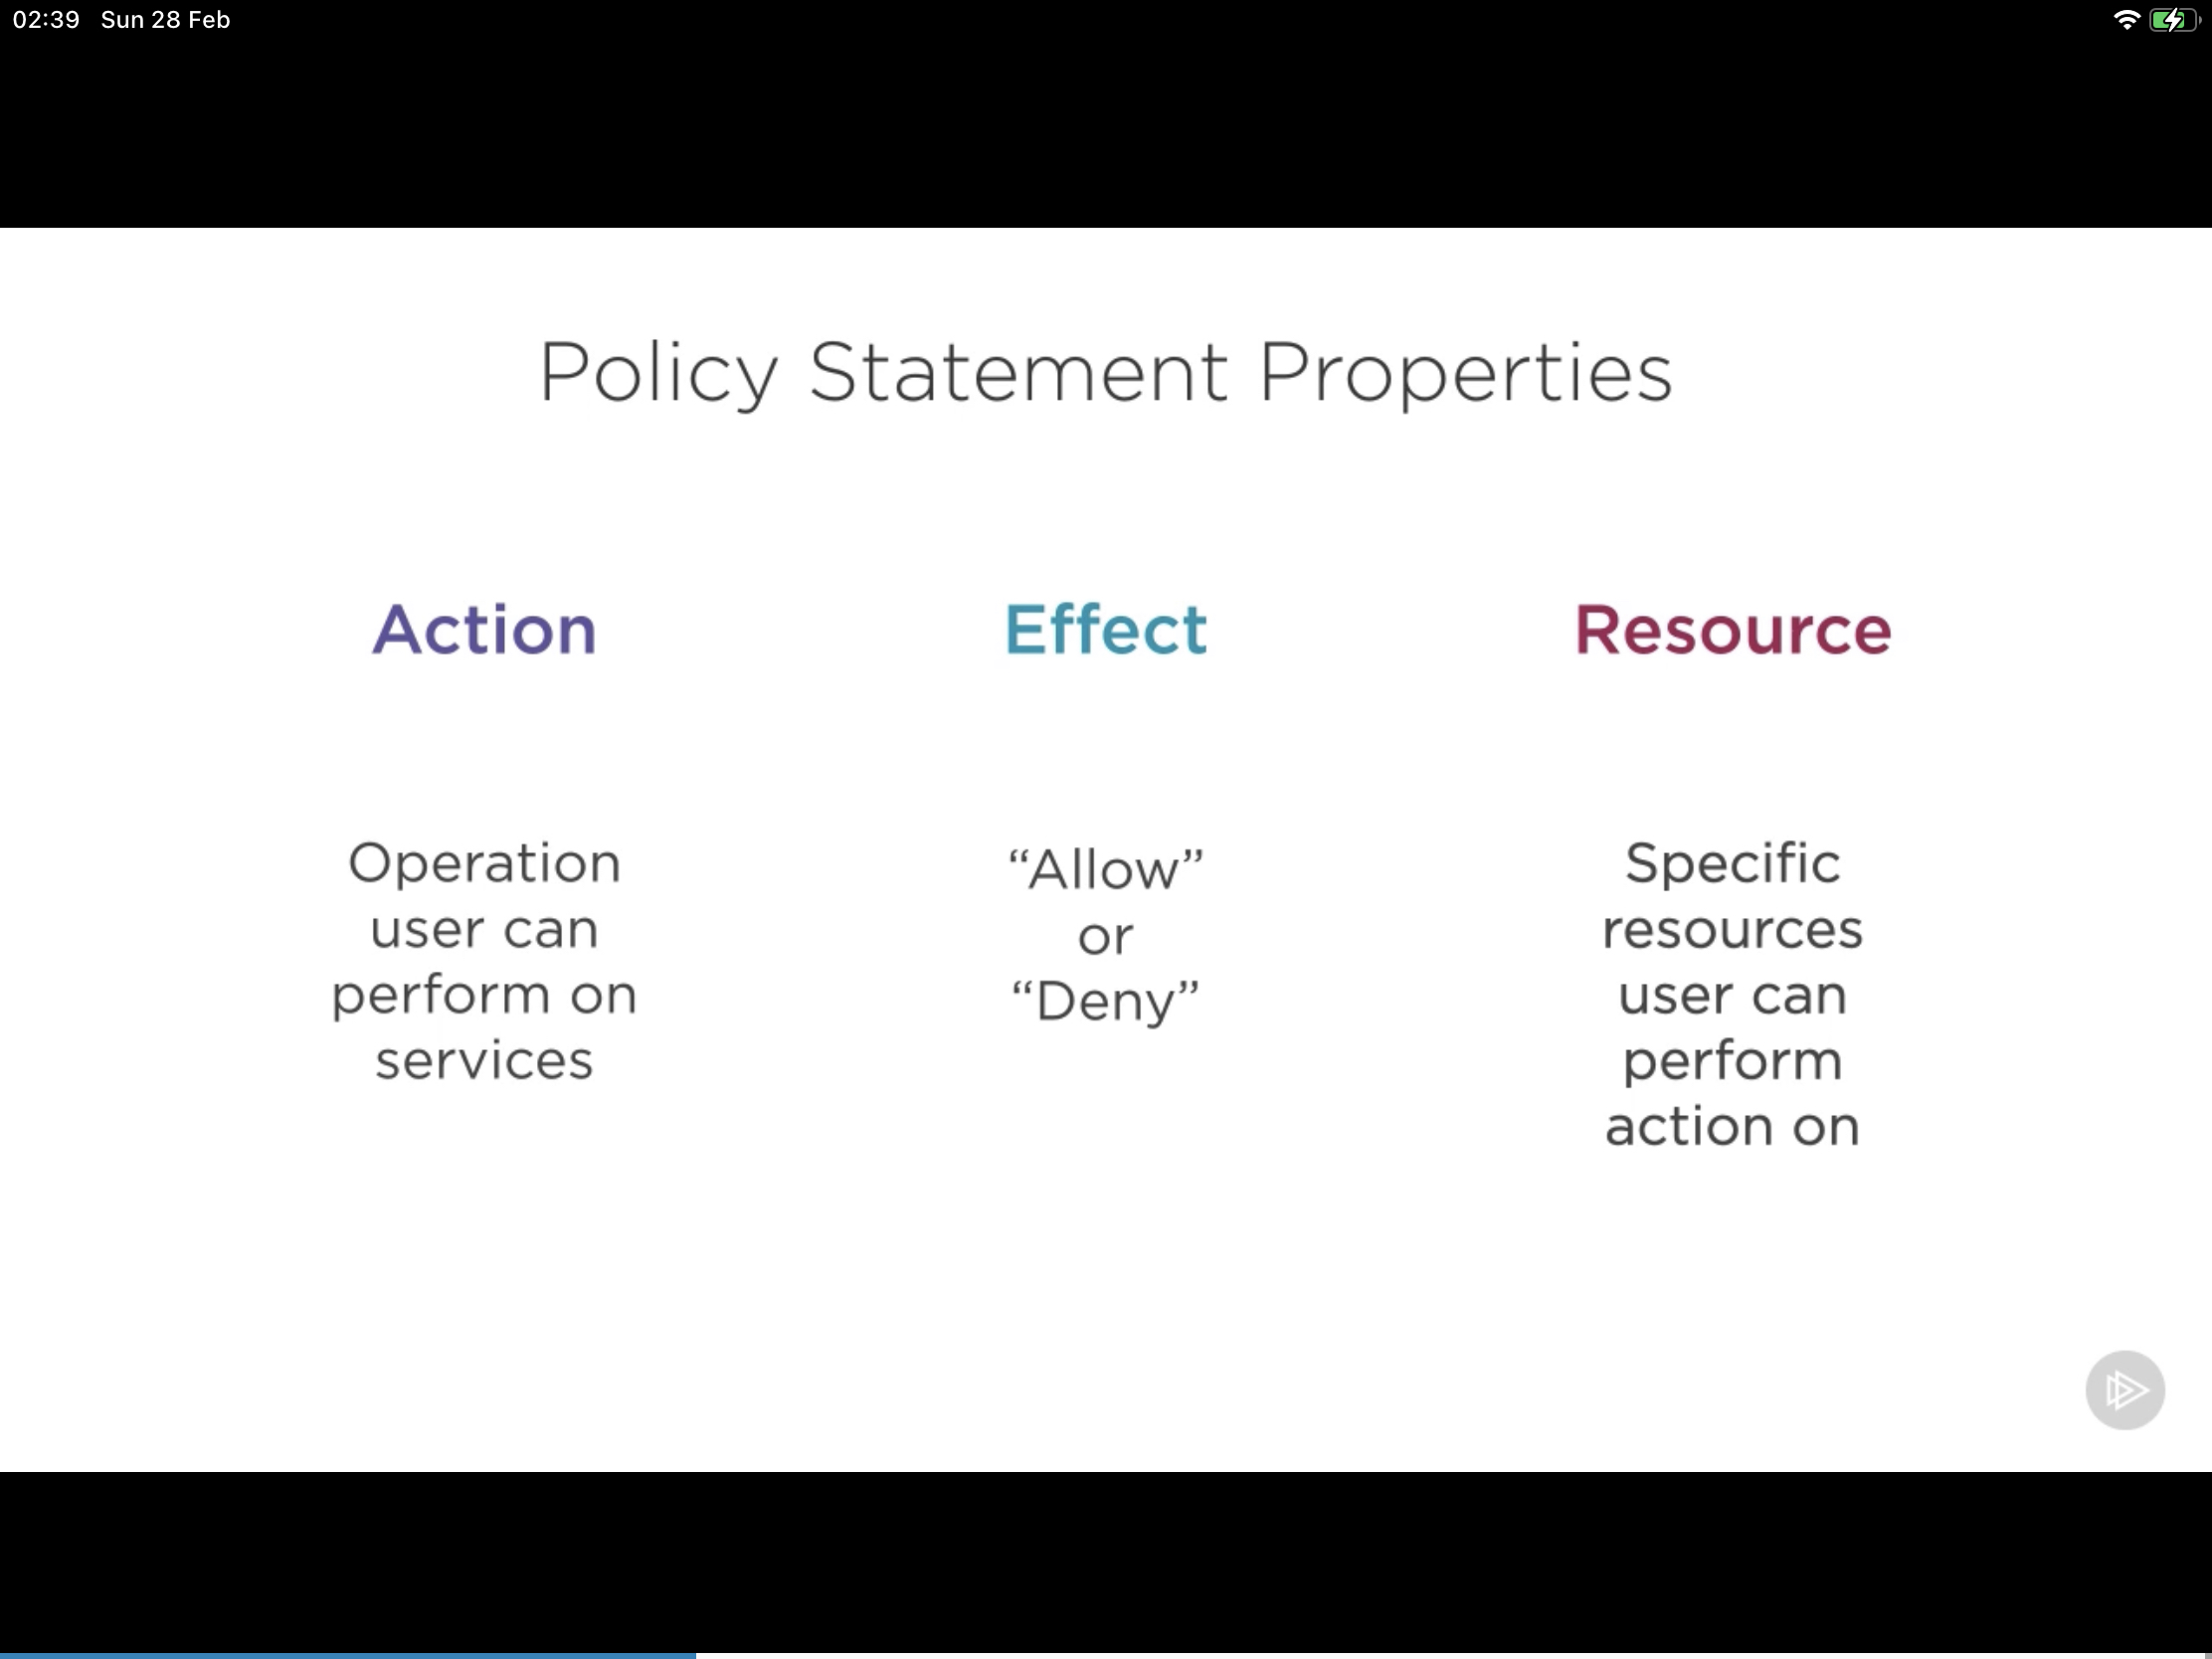 02:39 Sun 28 Feb
Policy Statement Properties
Action
Operation
user can
perform on
services
Effect
“Allow”
or
“Deny”
Resource
Specific
resources
user can
perform
action on